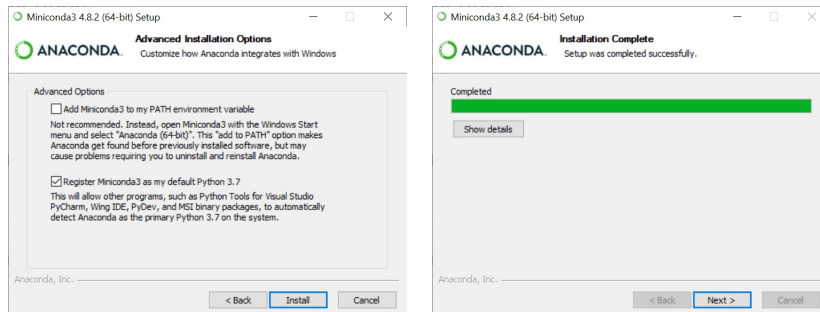 Miniconda3 4.8.2 (64-bit) Setup
Advanced Installation Options
ANACONDA.
Customize how Anaconda integrates with Windows
Advanced Options
Add Miniconda3 to my PATH environment variable
Not recommended. Instead, open Miniconda3 with the Windows Start
menu and select "Anaconda (64-bit)". This "add to PATH" option makes
Anaconda get found before previously installed software, but may
cause problems requiring you to uninstall and reinstall Anaconda.
Register Miniconda3 as my default Python 3.7
This will allow other programs, such as Python Tools for Visual Studio
PyCharm, Wing IDE, PyDev, and MSI binary packages, to automatically
detect Anaconda as the primary Python 3.7 on the system.
Anaconda, Inc.
< Back Install Cancel
Miniconda3 4.8.2 (64-bit) Setup
Installation Complete
ANACONDA.
Setup was completed successfully.
Completed
Show details
Anaconda, Inc.
< Back Next > Cancel